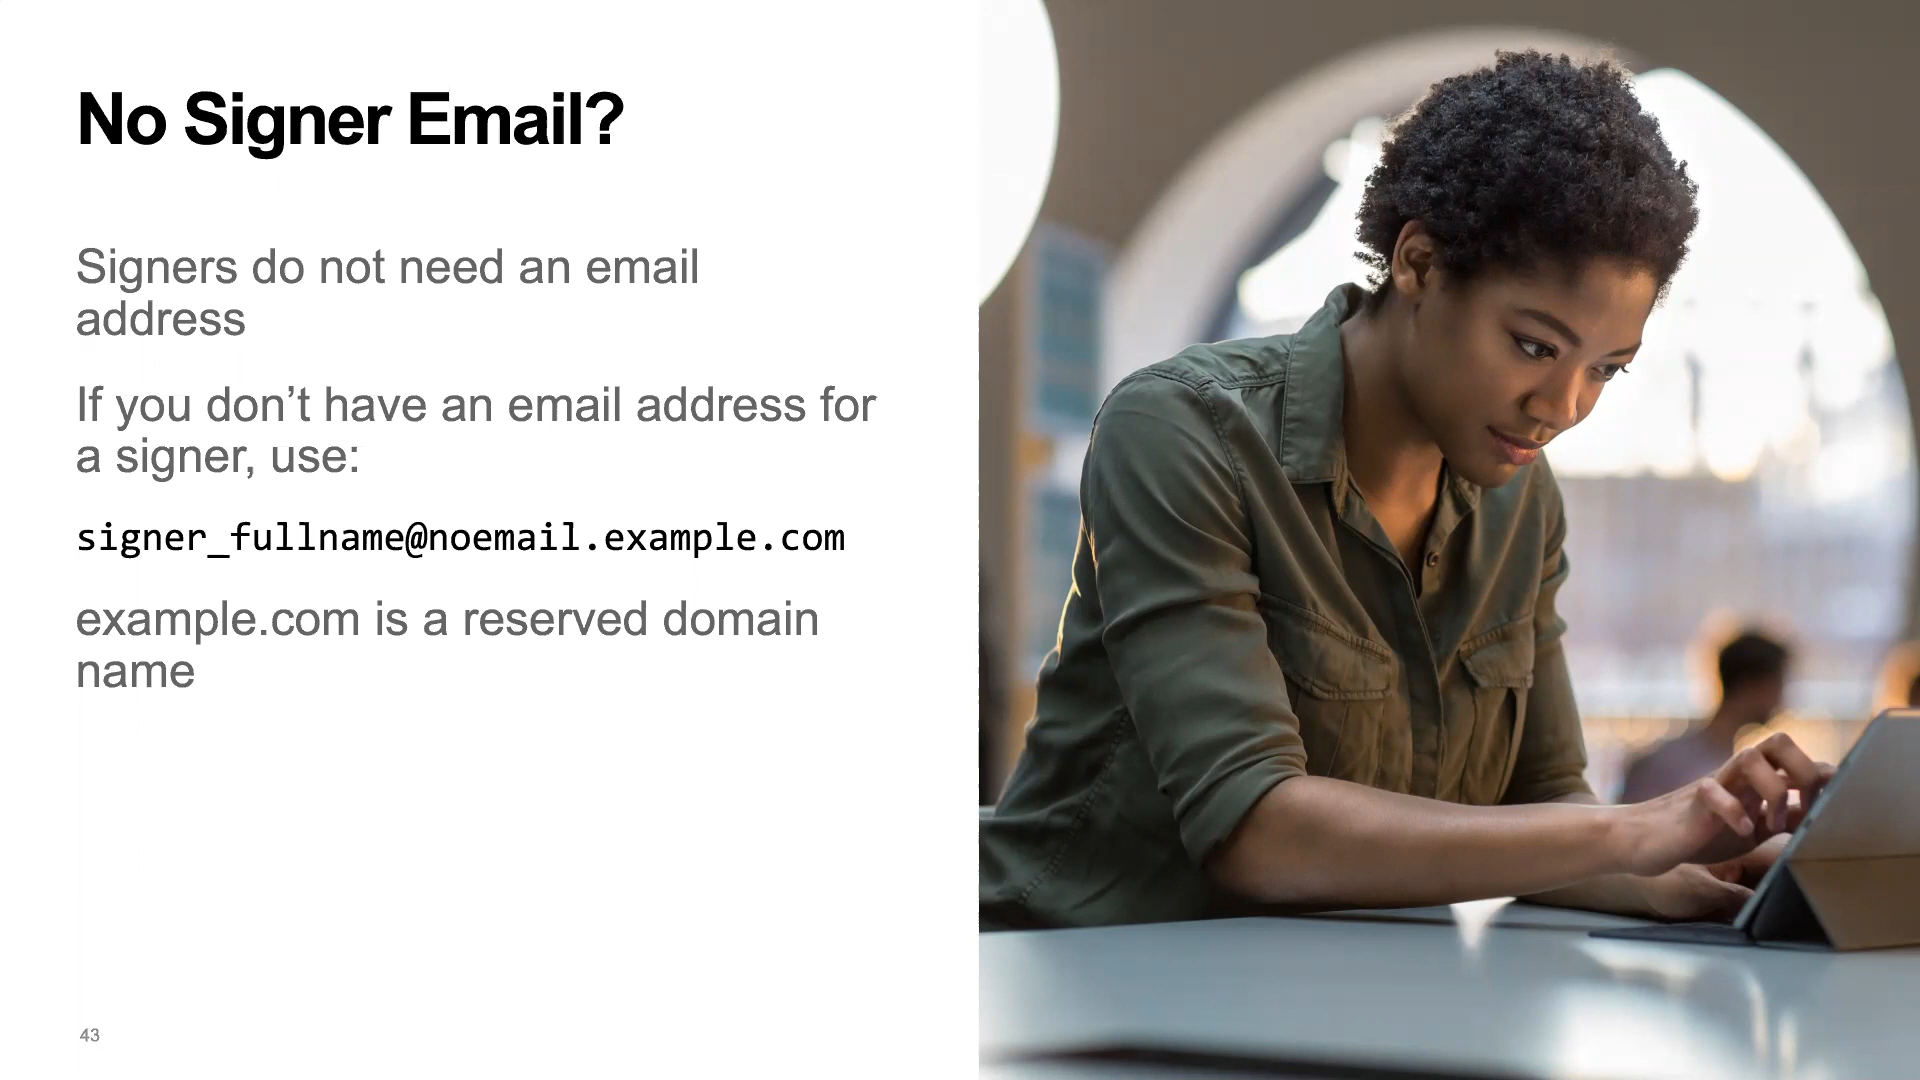 No Signer Email?
Signers do not need an email
address
If you don’t have an email address for
a signer, use:
signer_fullname@noemail.example.com
example.com is a reserved domain
name
43